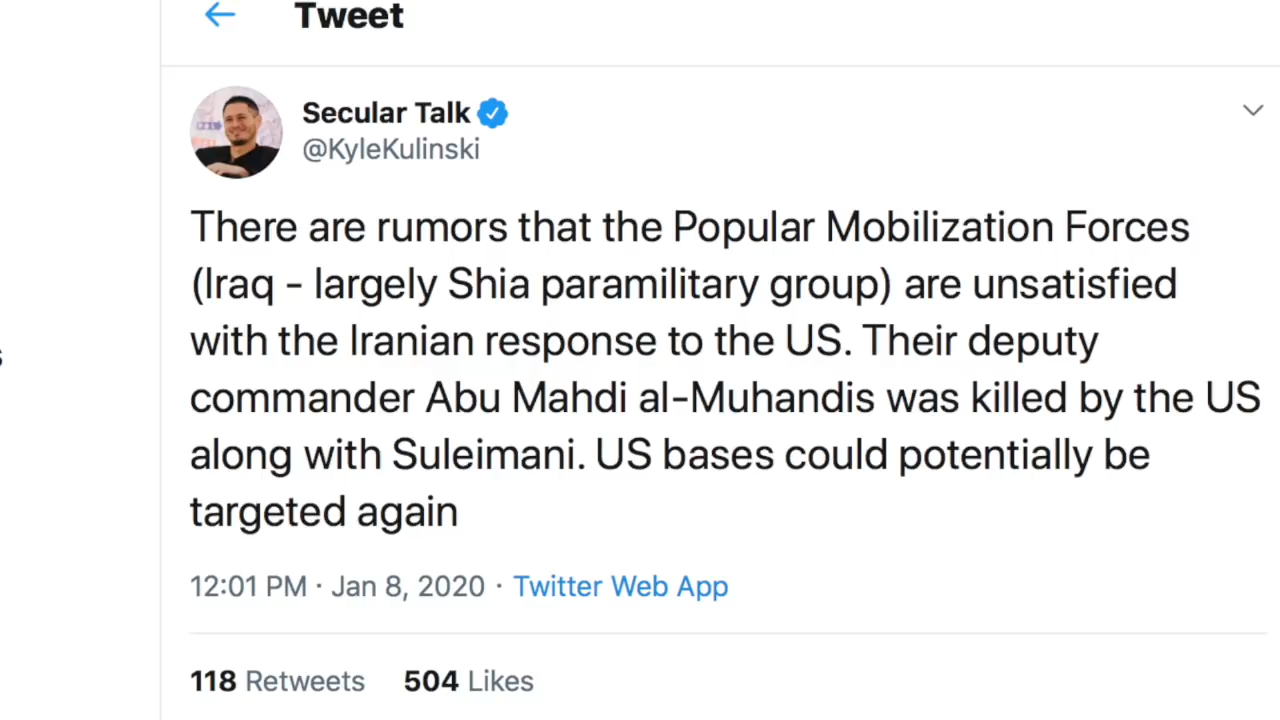 Tweet
Secular Talk
@KyleKulinski
There are rumors that the Popular Mobilization Forces
(Iraq - largely Shia paramilitary group) are unsatisfied
with the Iranian response to the US. Their deputy
commander Abu Mahdi al-Muhandis was killed by the US
along with Suleimani. US bases could potentially be
targeted again
12:01 PM · Jan 8, 2020 · Twitter Web App
118 Retweets 504 Likes